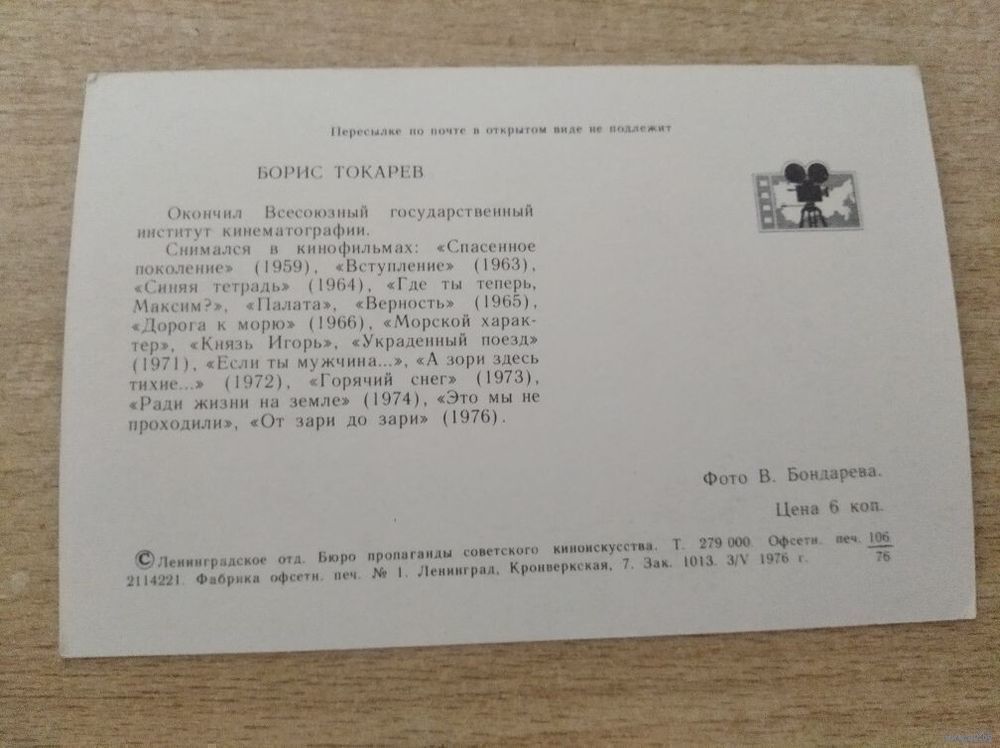 Пересылке по почте в открытом виде не подлежит
БОРИС ТОКАРЕВ
Окончил Всесоюзный государственный
институт кинематографии.
Снимался в кинофильмах: «Спасенное
поколение» (1959), «Вступление» (1963),
«Синяя тетрадь» (1964), «Где ты теперь,
Максим?», «Палата», «Верность» (1965),
«Дорога к морю» (1966), «Морской харак-
тер», «Князь Игорь», «Украденный поезд»
(1971), «Если ты мужчина...», «А зори здесь
тихие...» (1972), «Горячий снег» (1973),
«Ради жизни на земле» (1974), «Это мы не
проходили», «От зари до зари» (1976).
Фото В. Бондарева.
Цена 6 коп.
© Ленинградское отд. Бюро пропаганды советского киноискусства. Т. 279 000. Офсетн. печ. 106/76
2114221. Фабрика офсетн. печ. № 1. Ленинград, Кронверкская, 7. Зак. 1013. 3/V 1976 г.